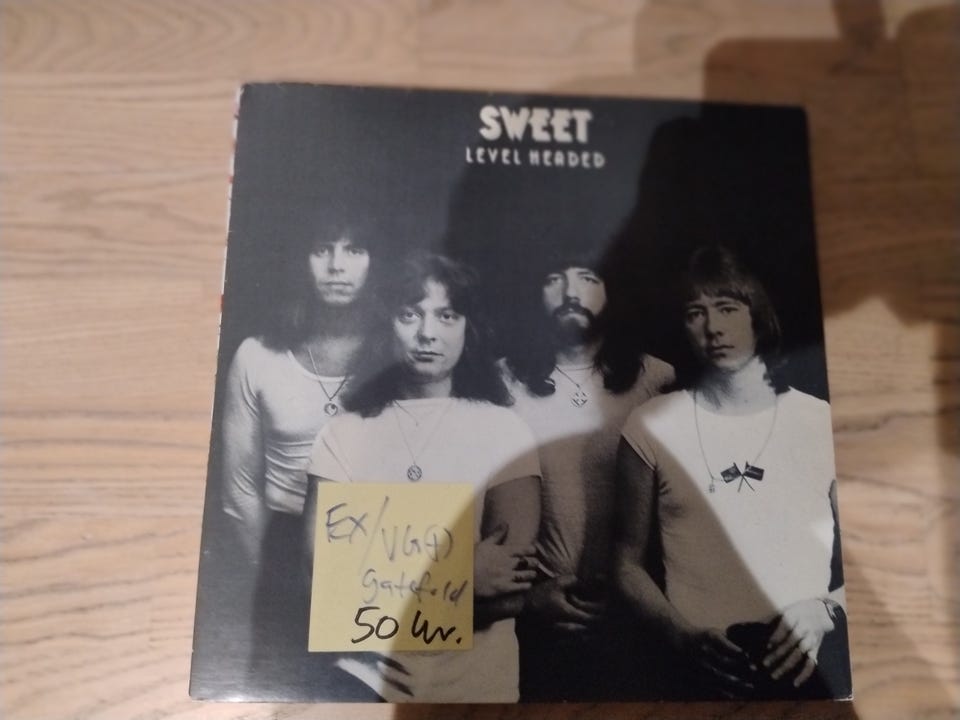 SWEET
LEVEL HEADED
EX/VG(+)
gatefold
50 kr.